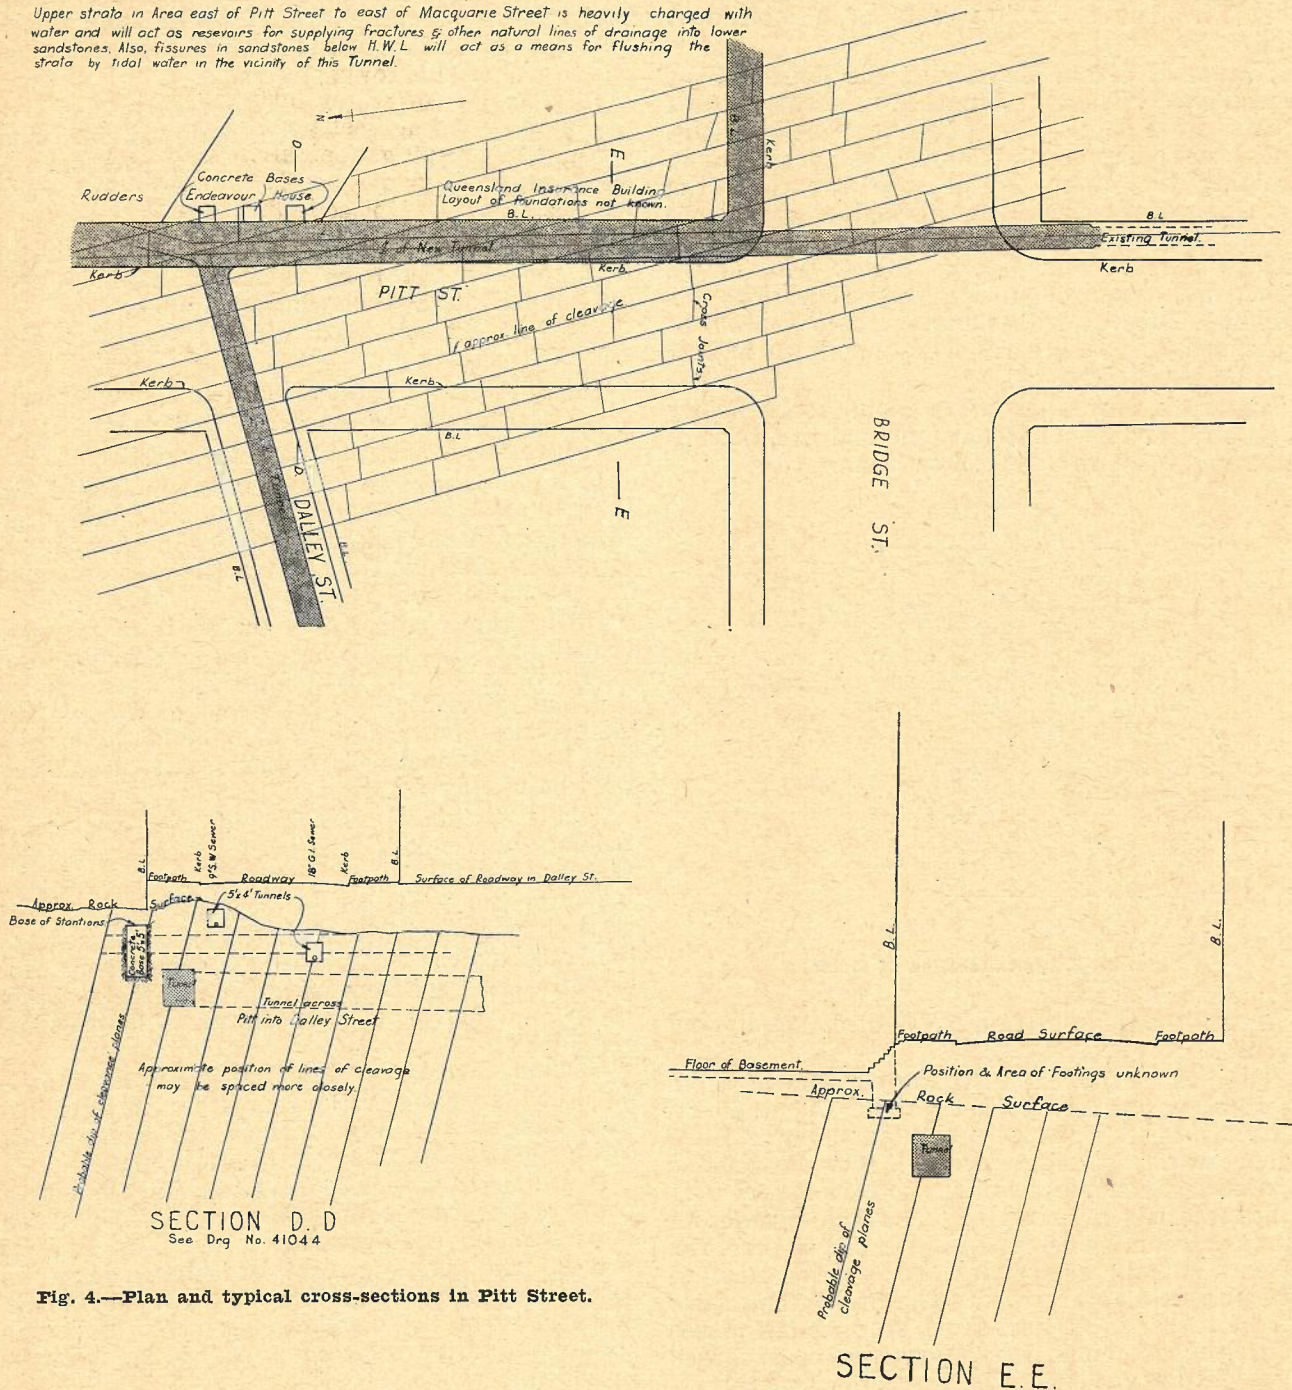 Upper strata in Area east of Pitt Street to east of Macquarie Street is heavily charged with
water and will act as resevoirs for supplying fractures & other natural lines of drainage into lower
sandstones. Also, fissures in sandstones below H.W.L will act as a means for flushing the
strata by tidal water in the vicinity of this Tunnel.
N
D
E
B.L.
Kerb
Rudders
Concrete Bases
Endeavour House
Queensland Insurance Building
Layout of foundations not known.
B.L.
B.L
℄ of New Tunnel
Existing Tunnel.
Kerb
Kerb.
Kerb
PITT ST.
approx. line of cleavage
Cross Joints
Kerb
Kerb
B.L
D
E
Tunnel
DALLEY ST.
B.L
B.L
BRIDGE ST.
B.L
Kerb
9" S.W Sewer
18" G.I. Sewer
Kerb
B.L
Footpath
Roadway
Footpath
Surface of Roadway in Dalley St.
Approx. Rock Surface
5'x4' Tunnels
Base of Stantions
Concrete
Base 5'x5'
Tunnel
Tunnel across
Pitt into Dalley Street
Approximate position of lines of cleavage
may be spaced more closely.
Probable dip of clearance planes
SECTION D.D
See Drg No. 41044
Fig. 4.—Plan and typical cross-sections in Pitt Street.
B.L.
B.L.
Footpath
Road Surface
Footpath
Floor of Basement.
Position & Area of Footings unknown
Approx. Rock Surface
Tunnel
Probable dip of
cleavage planes
SECTION E.E.